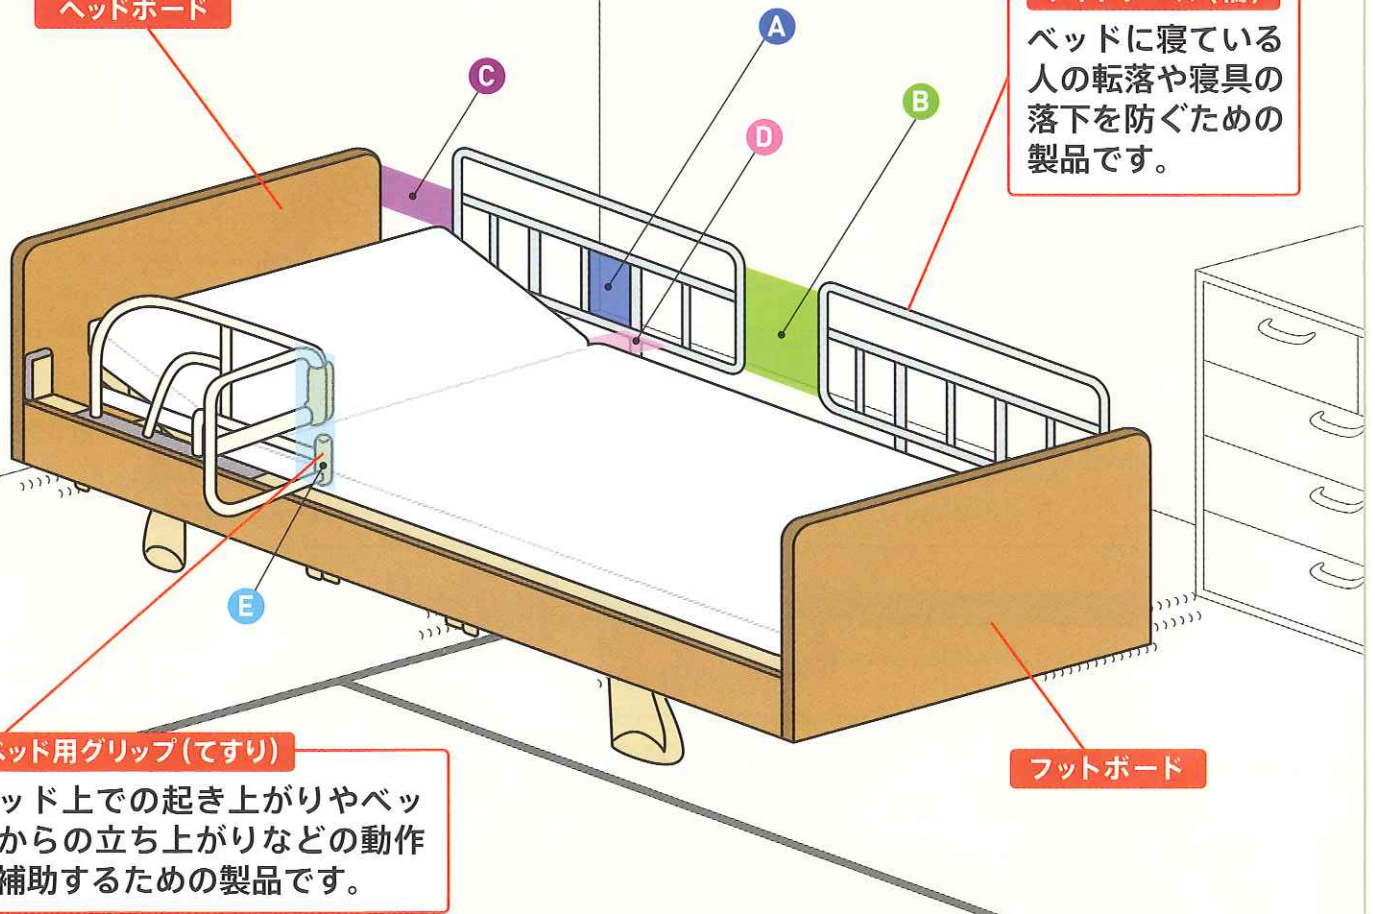 ヘッドボード
A
C
B
D
ベッドに寝ている
人の転落や寝具の
落下を防ぐための
製品です。
E
ベッド用グリップ(てすり)
ッド上での起き上がりやベッ
からの立ち上がりなどの動作
補助するための製品です。
フットボード